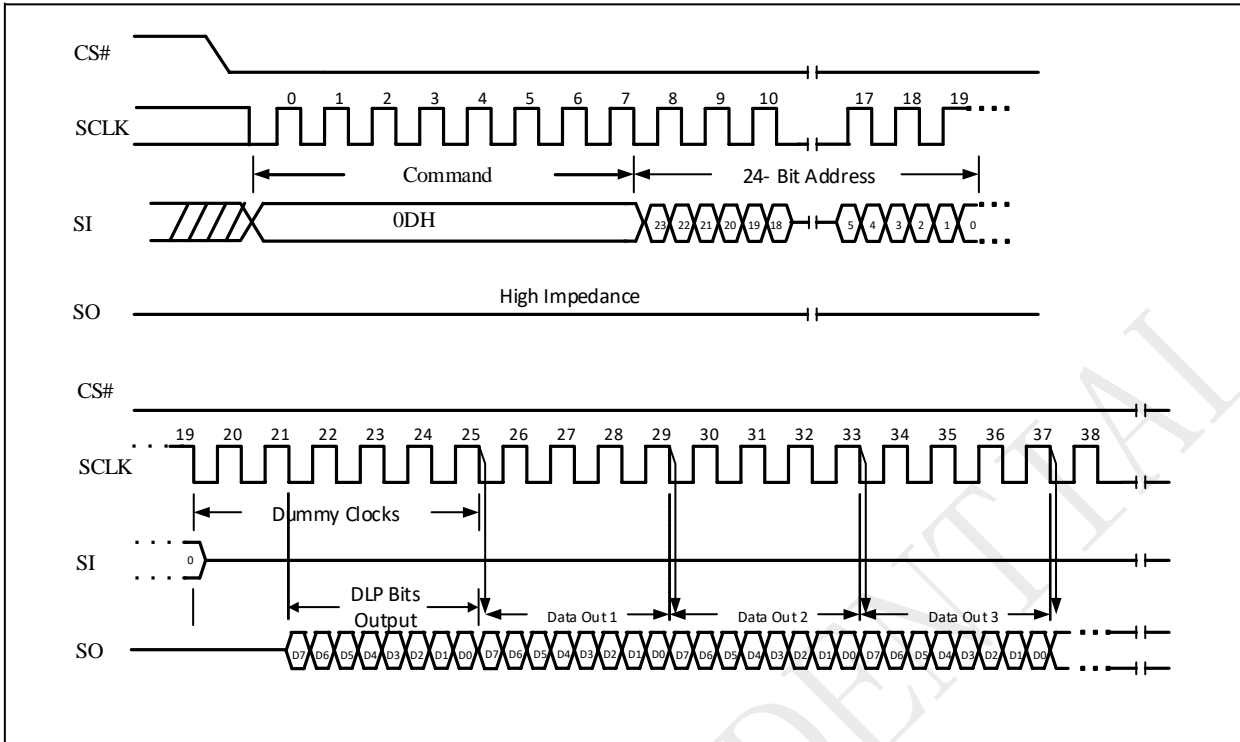 CS#
0 1 2 3 4 5 6 7 8 9 10 17 18 19
SCLK
Command 24- Bit Address
SI 0DH 23 22 21 20 19 18 5 4 3 2 1 0
High Impedance
SO
CS#
19 20 21 22 23 24 25 26 27 28 29 30 31 32 33 34 35 36 37 38
SCLK
Dummy Clocks
SI 0
DLP Bits
Output Data Out 1 Data Out 2 Data Out 3
SO D7 D6 D5 D4 D3 D2 D1 D0 D7 D6 D5 D4 D3 D2 D1 D0 D7 D6 D5 D4 D3 D2 D1 D0 D7 D6 D5 D4 D3 D2 D1 D0
DENTIAL